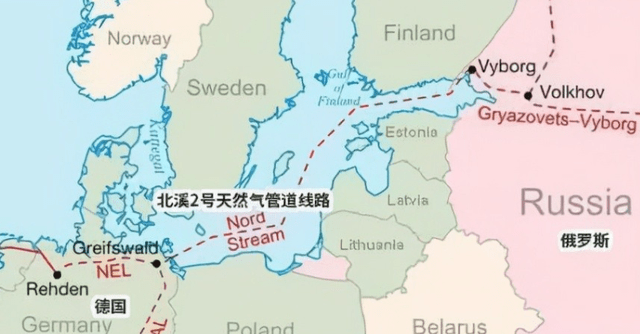 Norway
Finland
Sweden
Gulf
of
Finland
Vyborg
Volkhov
Gryazovets–Vyborg
Estonia
Kattegat
Latvia
Russia
北溪2号天然气管道线路
Nord
Stream
俄罗斯
Lithuania
Greifswald
NEL
Rehden
德国
Germany
Poland
Belarus
AL